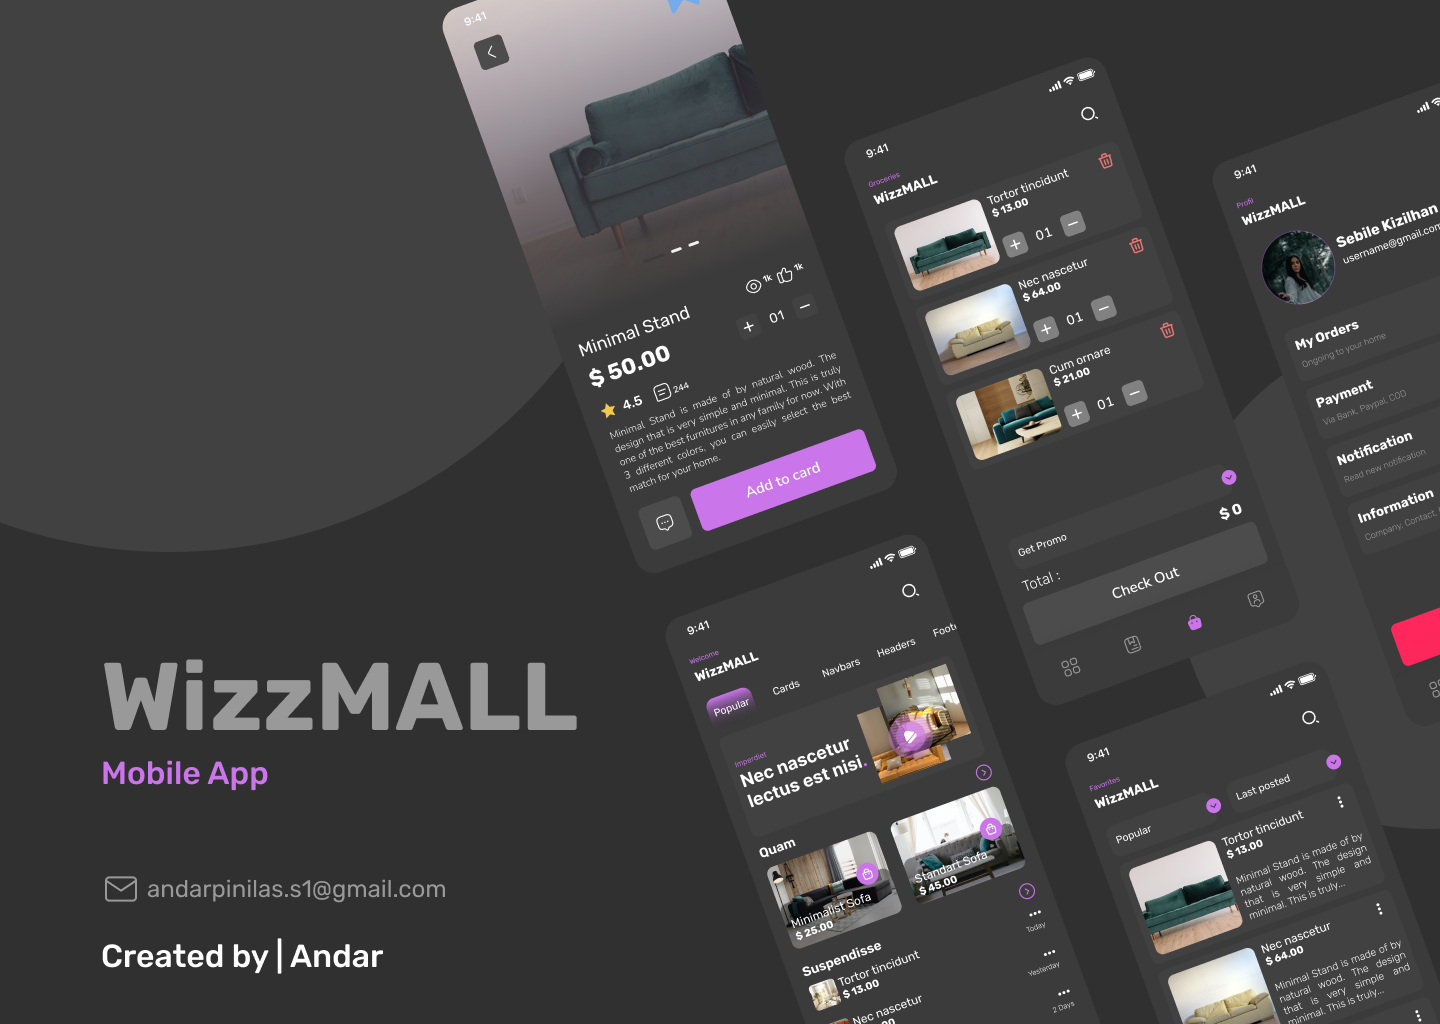 9:41
Minimal Stand
$ 50.00
1k
1k
01
4.5
244
Minimal Stand is made of by natural wood. The
design that is very simple and minimal. This is truly
one of the best furnitures in any family for now. With
3 different colors, you can easily select the best
match for your home.
Add to card
9:41
Groceries
WizzMALL
Tortor tincidunt
$ 13.00
01
Nec nascetur
$ 64.00
01
Cum ornare
$ 21.00
01
Get Promo
Total :
$ 0
Check Out
9:41
Profil
WizzMALL
Sebile Kizilhan
username@gmail.com
My Orders
Ongoing to your home
Payment
Via Bank, Paypal, COD
Notification
Read new notification
Information
Company, Contact,
WizzMALL
Mobile App
andarpinilas.s1@gmail.com
Created by | Andar
9:41
Welcome
WizzMALL
Popular
Cards
Navbars
Headers
Foot
Imperdiet
Nec nascetur
lectus est nisi.
Quam
Minimalist Sofa
$ 25.00
Standart Sofa
$ 45.00
Suspendisse
Tortor tincidunt
$ 13.00
Today
Nec nascetur
$ 64.00
Yesterday
2 Days
9:41
Favorites
WizzMALL
Popular
Last posted
Tortor tincidunt
$ 13.00
Minimal Stand is made of by
natural wood. The design
that is very simple and
minimal. This is truly...
Nec nascetur
$ 64.00
Minimal Stand is made of by
natural wood. The design
that is very simple and
minimal. This is truly...